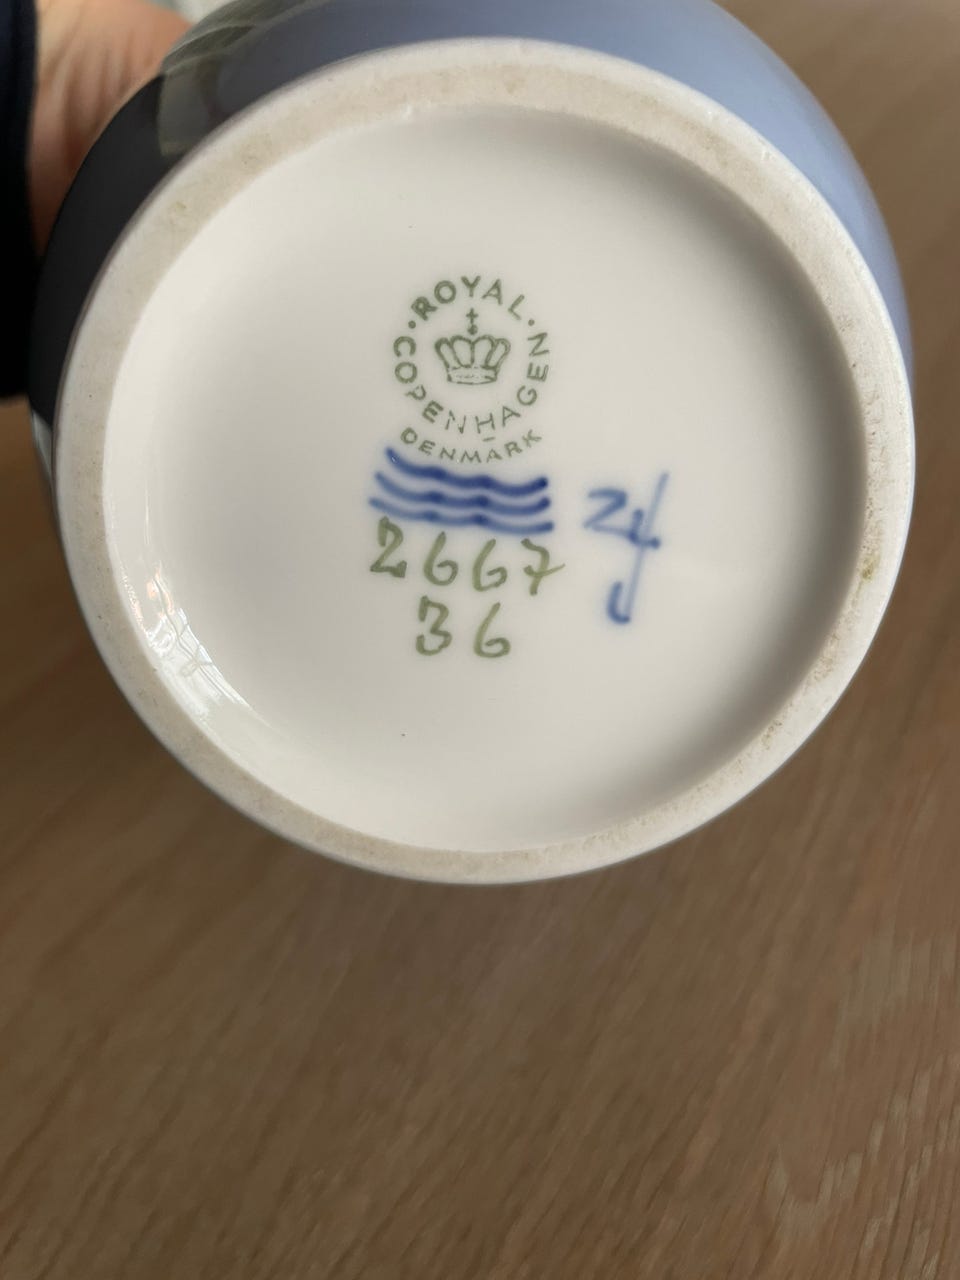 ROYAL
COPENHAGEN
DENMARK
2667
36